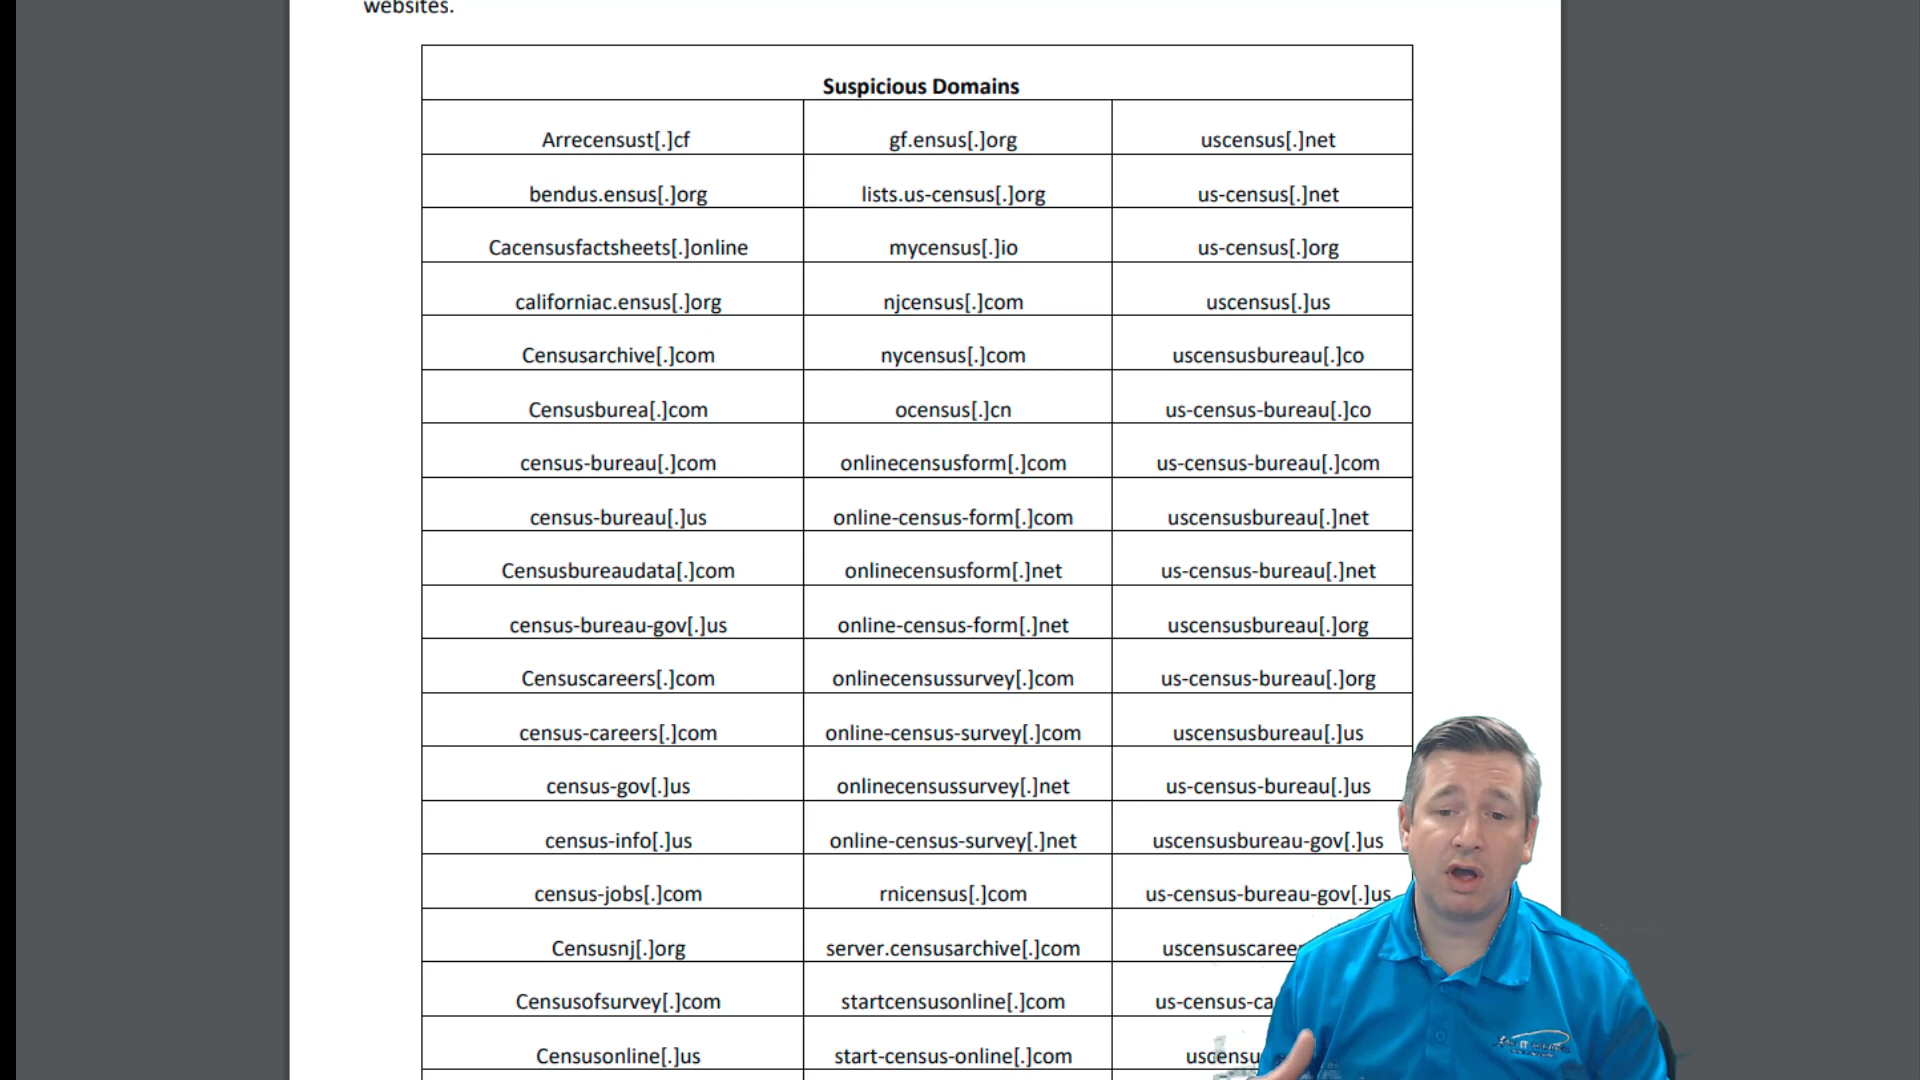 websites.
Suspicious Domains
Arrecensust[.]cf gf.ensus[.]org uscensus[.]net
bendus.ensus[.]org lists.us-census[.]org us-census[.]net
Cacensusfactsheets[.]online mycensus[.]io us-census[.]org
californiac.ensus[.]org njcensus[.]com uscensus[.]us
Censusarchive[.]com nycensus[.]com uscensusbureau[.]co
Censusburea[.]com ocensus[.]cn us-census-bureau[.]co
census-bureau[.]com onlinecensusform[.]com us-census-bureau[.]com
census-bureau[.]us online-census-form[.]com uscensusbureau[.]net
Censusbureaudata[.]com onlinecensusform[.]net us-census-bureau[.]net
census-bureau-gov[.]us online-census-form[.]net uscensusbureau[.]org
Censuscareers[.]com onlinecensussurvey[.]com us-census-bureau[.]org
census-careers[.]com online-census-survey[.]com uscensusbureau[.]us
census-gov[.]us onlinecensussurvey[.]net us-census-bureau[.]us
census-info[.]us online-census-survey[.]net uscensusbureau-gov[.]us
census-jobs[.]com rnicensus[.]com us-census-bureau-gov[.]us
Censusnj[.]org server.censusarchive[.]com uscensuscaree
Censusofsurvey[.]com startcensusonline[.]com us-census-ca
Censusonline[.]us start-census-online[.]com uscensu